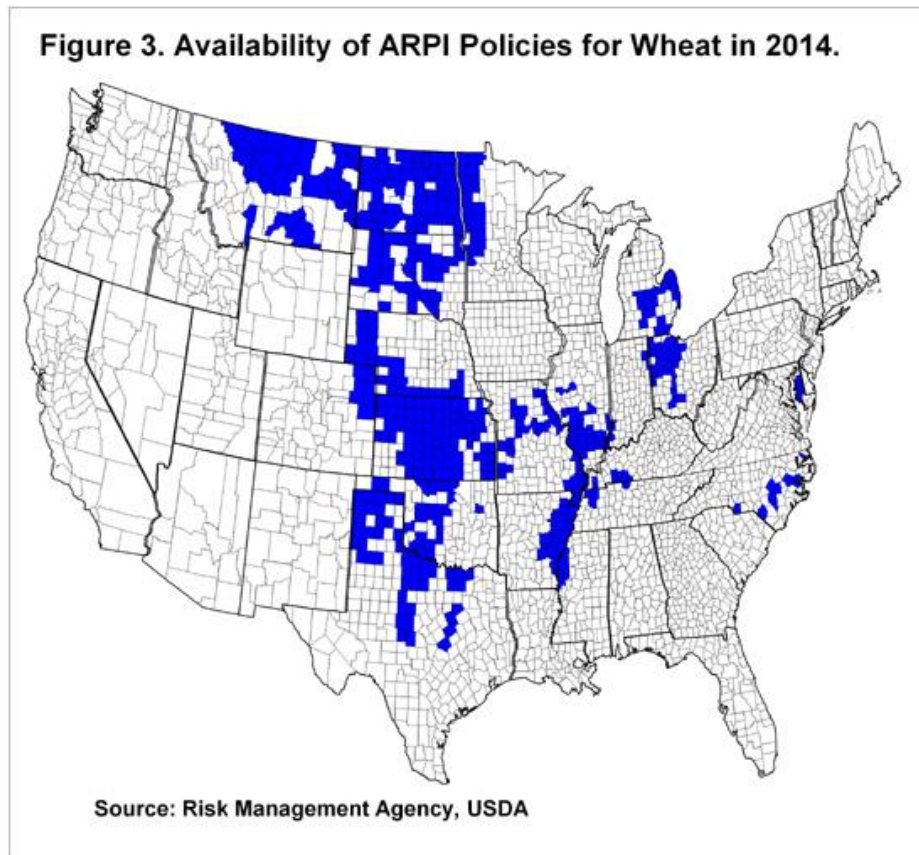 Figure 3. Availability of ARPI Policies for Wheat in 2014.
Source: Risk Management Agency, USDA